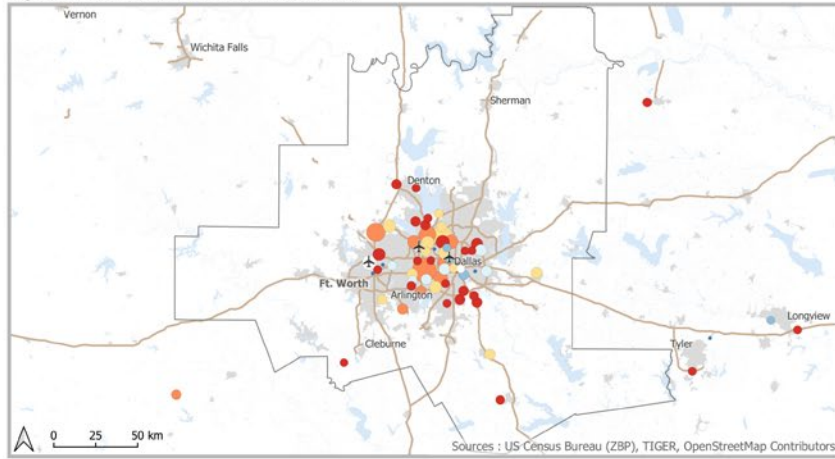 Vernon
Wichita Falls
Sherman
Denton
Dallas
Ft. Worth
Arlington
Longview
Cleburne
Tyler
0 25 50 km
Sources : US Census Bureau (ZBP), TIGER, OpenStreetMap Contributors